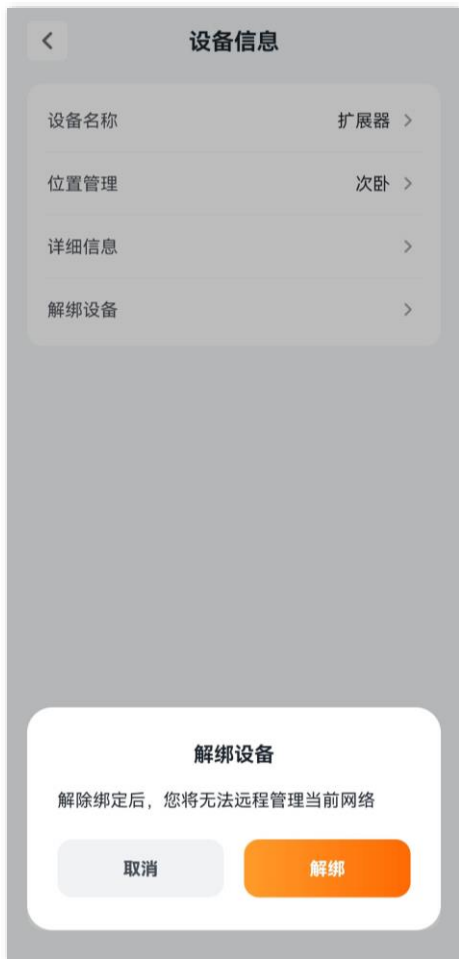 设备信息
设备名称 扩展器
位置管理 次卧
详细信息
解绑设备
解绑设备
解除绑定后，您将无法远程管理当前网络
取消 解绑